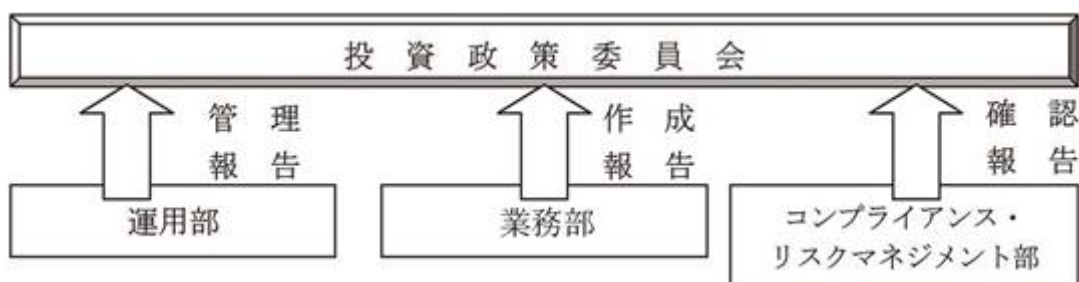 投資政策委員会
管理
報告
作成
報告
確認
報告
運用部
業務部
コンプライアンス・
リスクマネジメント部